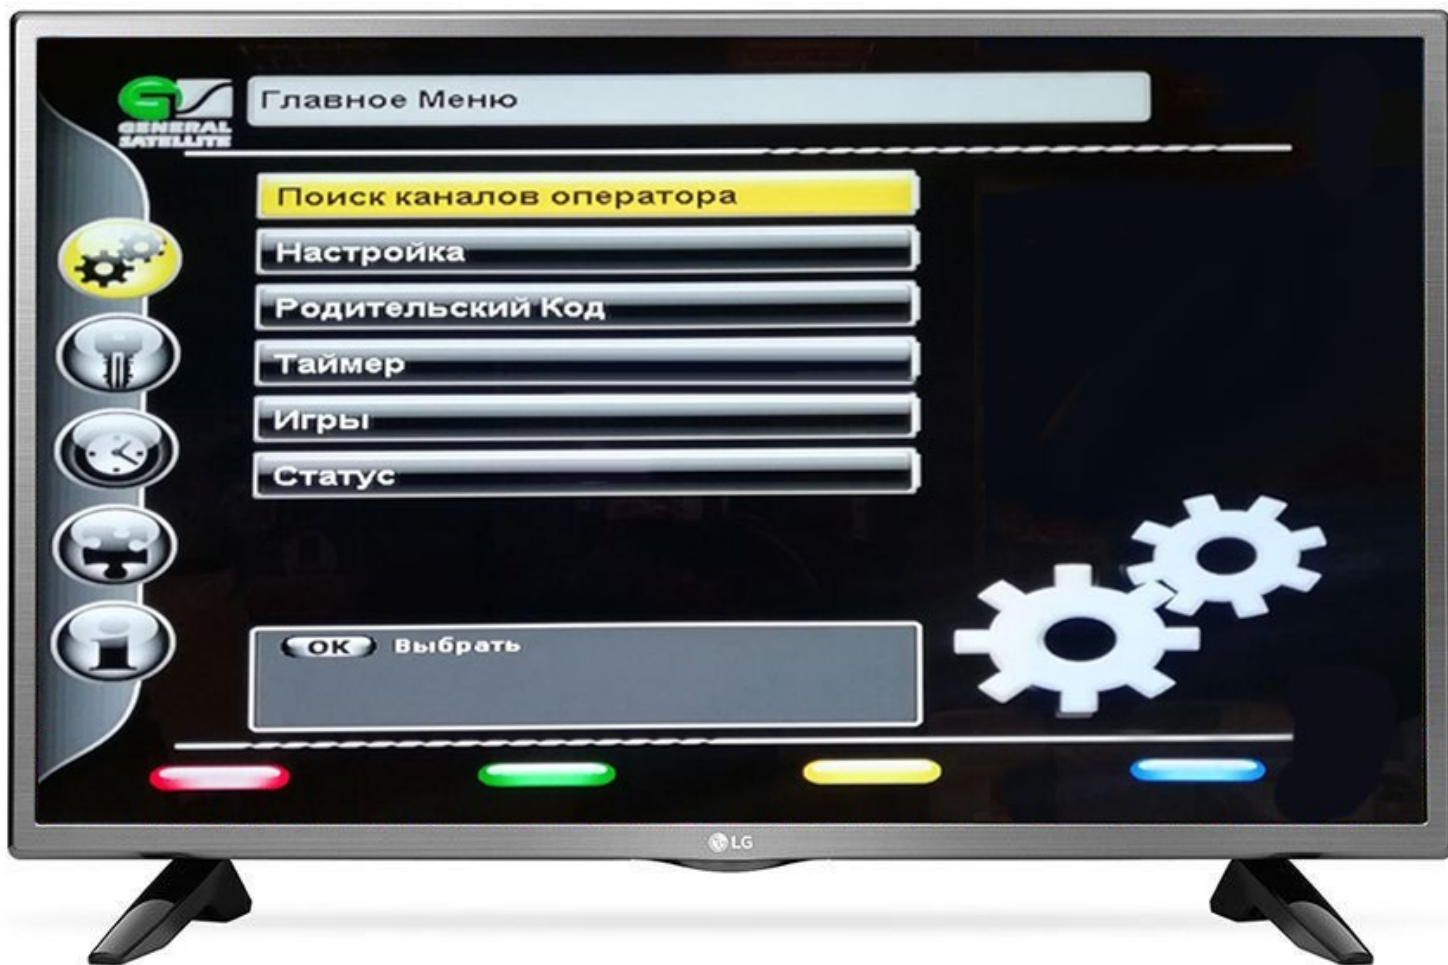 GENERAL
SATELLITE
Главное Меню
Поиск каналов оператора
Настройка
Родительский Код
Таймер
Игры
Статус
OK Выбрать
LG